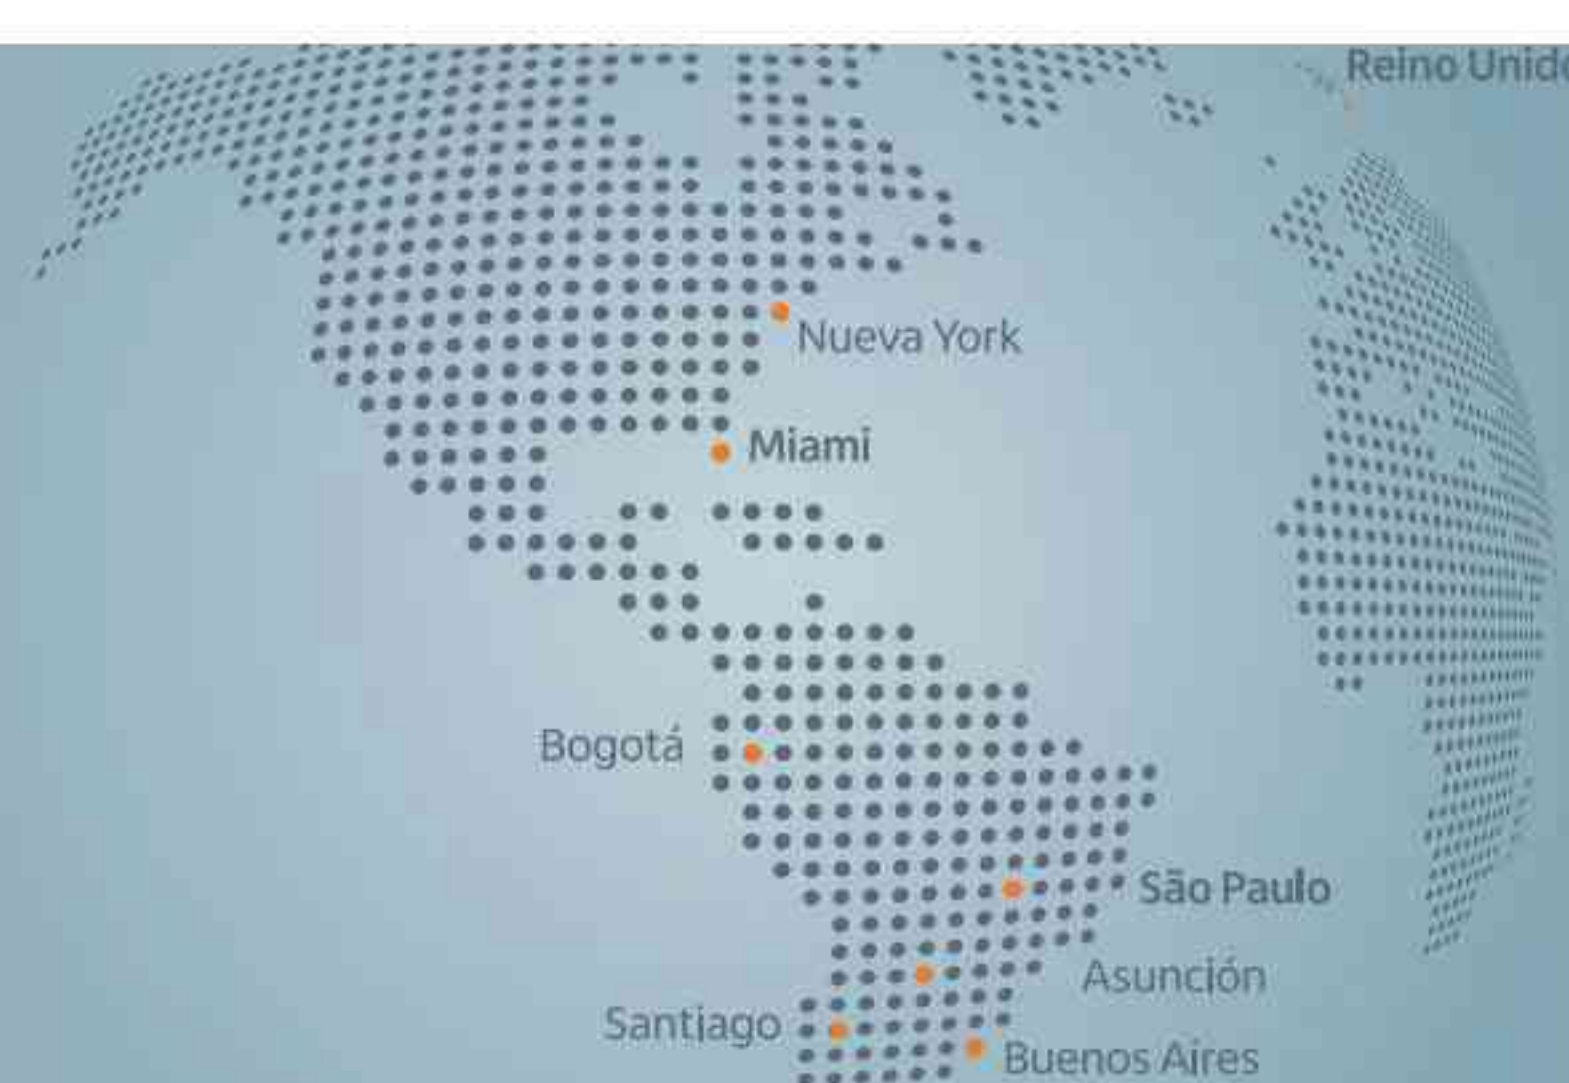 Reino Unido
Nueva York
Miami
Bogotá
São Paulo
Asunción
Santiago
Buenos Aires